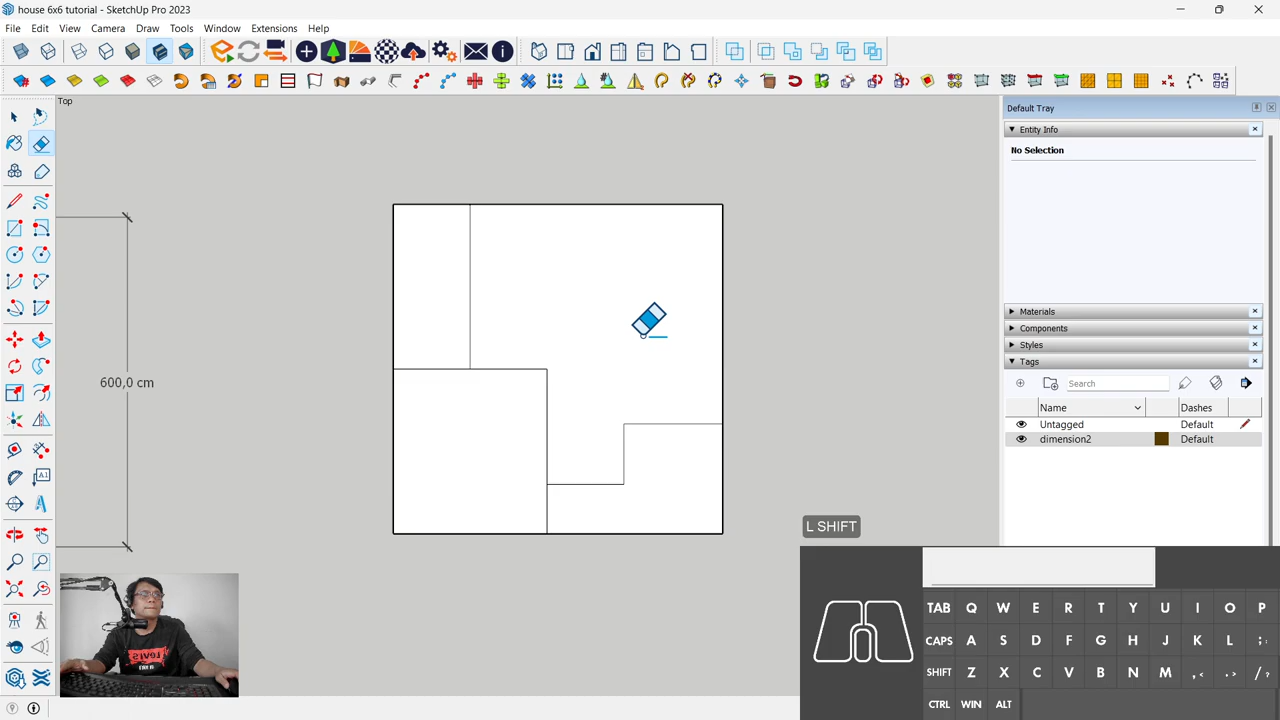 house 6x6 tutorial - SketchUp Pro 2023
File Edit View Camera Draw Tools Window Extensions Help
Top
Default Tray
Entity Info
No Selection
600,0 cm
Materials
Components
Styles
Tags
Search
Name Dashes
Untagged Default
dimension2 Default
L SHIFT
TAB Q W E R T Y U I O P
CAPS A S D F G H J K L ;:
SHIFT Z X C V B N M ,< .> /?
CTRL WIN ALT
LEVI'S